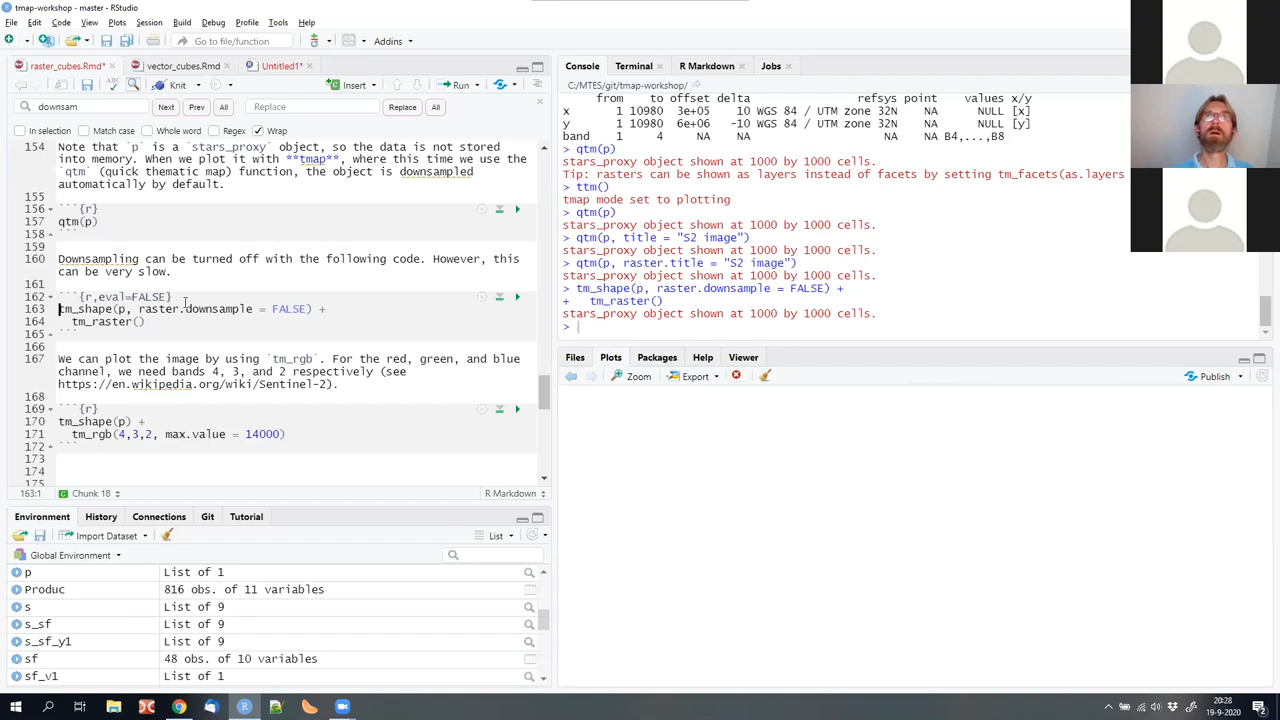 tmap-workshop - master - RStudio
File Edit Code View Plots Session Build Debug Profile Tools Help
Go to file/function
Addins
raster_cubes.Rmd*
vector_cubes.Rmd
Untitled1*
Knit
Insert
Run
downsam
Next
Prev
All
Replace
Replace
All
In selection
Match case
Whole word
Regex
Wrap
154 Note that `p` is a `stars_proxy` object, so the data is not stored
into memory. When we plot it with **tmap**, where this time we use the
`qtm` (quick thematic map) function, the object is downsampled
automatically by default.
155
156 ```{r}
157 qtm(p)
158 ```
159
160 Downsampling can be turned off with the following code. However, this
can be very slow.
161
162 ```{r,eval=FALSE}
163 tm_shape(p, raster.downsample = FALSE) +
164 tm_raster()
165 ```
166
167 We can plot the image by using `tm_rgb`. For the red, green, and blue
channel, we need bands 4, 3, and 2 respectively (see
https://en.wikipedia.org/wiki/Sentinel-2).
168
169 ```{r}
170 tm_shape(p) +
171 tm_rgb(4,3,2, max.value = 14000)
172 ```
173
174
175
163:1
Chunk 18
R Markdown
Console Terminal R Markdown Jobs
C:/MTES/git/tmap-workshop/
from to offset delta refsys point values x/y
x 1 10980 3e+05 10 WGS 84 / UTM zone 32N NA NULL [x]
y 1 10980 6e+06 -10 WGS 84 / UTM zone 32N NA NULL [y]
band 1 4 NA NA NA NA B4,...,B8
> qtm(p)
stars_proxy object shown at 1000 by 1000 cells.
Tip: rasters can be shown as layers instead of facets by setting tm_facets(as.layers
> ttm()
tmap mode set to plotting
> qtm(p)
stars_proxy object shown at 1000 by 1000 cells.
> qtm(p, title = "S2 image")
stars_proxy object shown at 1000 by 1000 cells.
> qtm(p, raster.title = "S2 image")
stars_proxy object shown at 1000 by 1000 cells.
> tm_shape(p, raster.downsample = FALSE) +
+ tm_raster()
stars_proxy object shown at 1000 by 1000 cells.
>
Files Plots Packages Help Viewer
Zoom
Export
Publish
Environment History Connections Git Tutorial
Import Dataset
List
Global Environment
p List of 1
Produc 816 obs. of 11 variables
s List of 9
s_sf List of 9
s_sf_y1 List of 9
sf 48 obs. of 10 variables
sf_v1 List of 1
20:28
19-9-2020
2